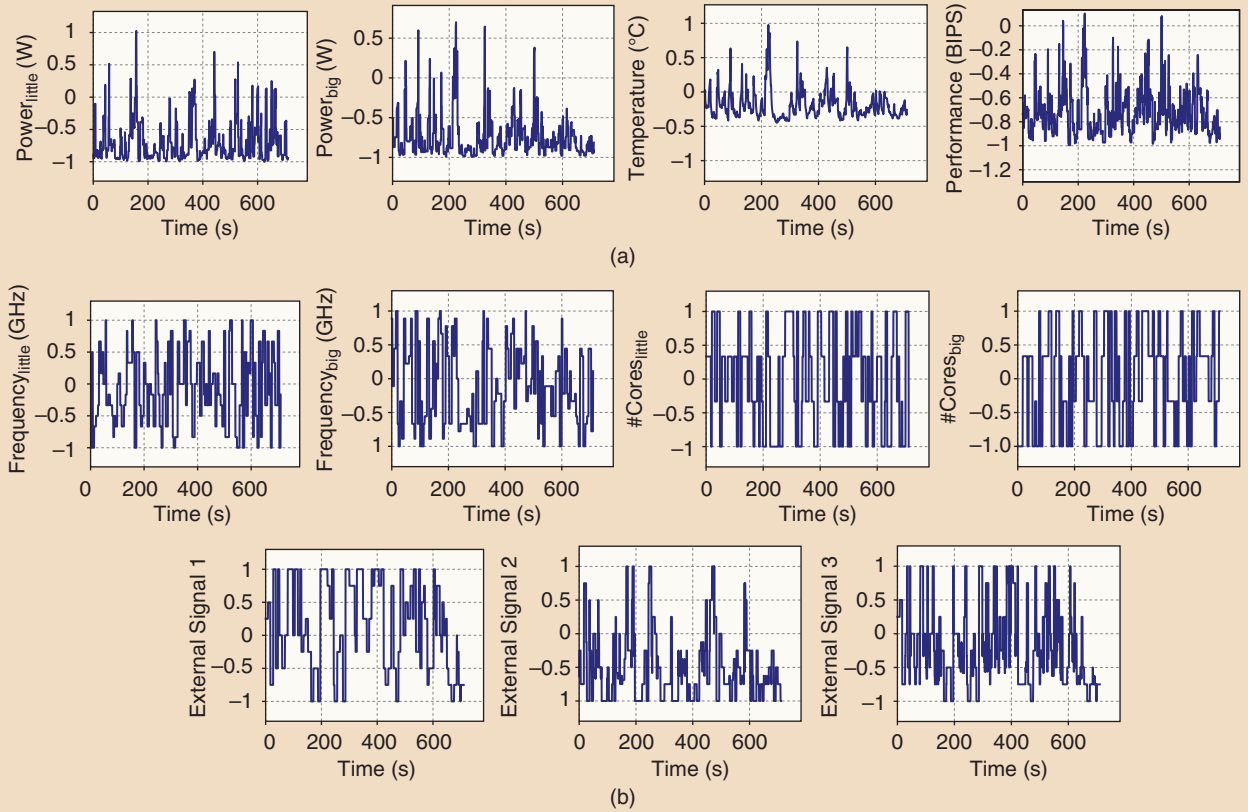 Power_little (W)
1
0.5
0
−0.5
−1
0 200 400 600
Time (s)
Power_big (W)
0.5
0
−0.5
−1
0 200 400 600
Time (s)
Temperature (°C)
1
0.5
0
−0.5
−1
0 200 400 600
Time (s)
Performance (BIPS)
0
−0.2
−0.4
−0.6
−0.8
−1
−1.2
0 200 400 600
Time (s)
(a)
Frequency_little (GHz)
1
0.5
0
−0.5
−1
0 200 400 600
Time (s)
Frequency_big (GHz)
1
0.5
0
−0.5
1
0 200 400 600
Time (s)
#Cores_little
1
0.5
0
−0.5
−1
0 200 400 600
Time (s)
#Cores_big
1
0.5
0
−0.5
−1.0
0 200 400 600
Time (s)
External Signal 1
1
0.5
0
−0.5
−1
0 200 400 600
Time (s)
External Signal 2
1
0.5
0
−0.5
1
0 200 400 600
Time (s)
External Signal 3
1
0.5
0
−0.5
−1
0 200 400 600
Time (s)
(b)